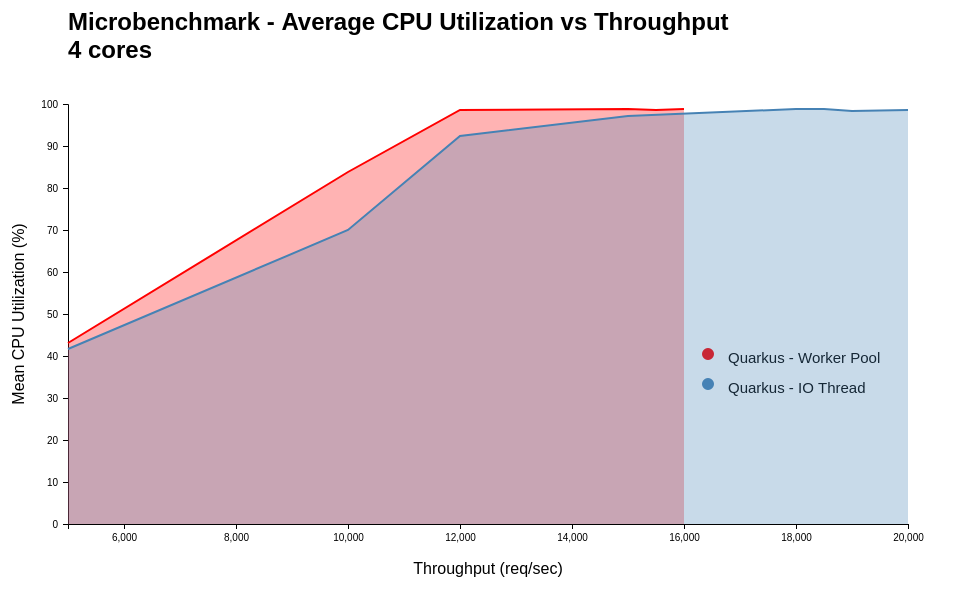 Microbenchmark - Average CPU Utilization vs Throughput
4 cores
Mean CPU Utilization (%)
100
90
80
70
60
50
40
30
20
10
0
Quarkus - Worker Pool
Quarkus - IO Thread
6,000 8,000 10,000 12,000 14,000 16,000 18,000 20,000
Throughput (req/sec)